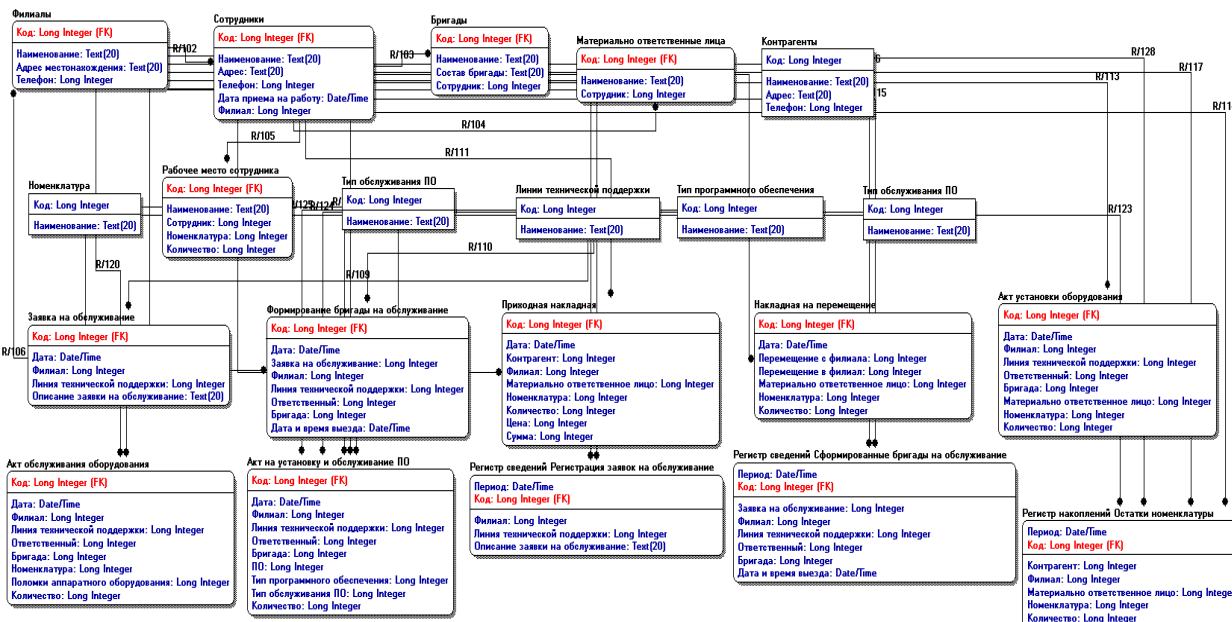 Филиалы
Код: Long Integer (FK)
Наименование: Text(20)
Адрес местонахождения: Text(20)
Телефон: Long Integer
R/102
Сотрудники
Код: Long Integer (FK)
Наименование: Text(20)
Адрес: Text(20)
Телефон: Long Integer
Дата приема на работу: Date/Time
Филиал: Long Integer
R/103
Бригады
Код: Long Integer (FK)
Наименование: Text(20)
Состав бригады: Text(20)
Сотрудник: Long Integer
Материально ответственные лица
Код: Long Integer (FK)
Наименование: Text(20)
Сотрудник: Long Integer
Контрагенты
Код: Long Integer
Наименование: Text(20)
Адрес: Text(20)
Телефон: Long Integer
6
15
R/128
R/117
R/113
R/11
R/104
R/105
R/111
Номенклатура
Код: Long Integer
Наименование: Text(20)
Рабочее место сотрудника
Код: Long Integer (FK)
Наименование: Text(20)
Сотрудник: Long Integer
Номенклатура: Long Integer
Количество: Long Integer
Тип обслуживания ПО
Код: Long Integer
Наименование: Text(20)
Линии технической поддержки
Код: Long Integer
Наименование: Text(20)
Тип программного обеспечения
Код: Long Integer
Наименование: Text(20)
Тип обслуживания ПО
Код: Long Integer
Наименование: Text(20)
R/123
R/120
R/110
R/109
R/106
Заявка на обслуживание
Код: Long Integer (FK)
Дата: Date/Time
Филиал: Long Integer
Линия технической поддержки: Long Integer
Описание заявки на обслуживание: Text(20)
Формирование бригады на обслуживание
Код: Long Integer (FK)
Дата: Date/Time
Заявка на обслуживание: Long Integer
Филиал: Long Integer
Линия технической поддержки: Long Integer
Ответственный: Long Integer
Бригада: Long Integer
Дата и время выезда: Date/Time
Приходная накладная
Код: Long Integer (FK)
Дата: Date/Time
Контрагент: Long Integer
Филиал: Long Integer
Материально ответственное лицо: Long Integer
Номенклатура: Long Integer
Количество: Long Integer
Цена: Long Integer
Сумма: Long Integer
Накладная на перемещение
Код: Long Integer (FK)
Дата: Date/Time
Перемещение с филиала: Long Integer
Перемещение в филиал: Long Integer
Материально ответственное лицо: Long Integer
Номенклатура: Long Integer
Количество: Long Integer
Акт установки оборудования
Код: Long Integer (FK)
Дата: Date/Time
Филиал: Long Integer
Линия технической поддержки: Long Integer
Ответственный: Long Integer
Бригада: Long Integer
Материально ответственное лицо: Long Integer
Номенклатура: Long Integer
Количество: Long Integer
Акт обслуживания оборудования
Код: Long Integer (FK)
Дата: Date/Time
Филиал: Long Integer
Линия технической поддержки: Long Integer
Ответственный: Long Integer
Бригада: Long Integer
Номенклатура: Long Integer
Поломки аппаратного оборудования: Long Integer
Количество: Long Integer
Акт на установку и обслуживание ПО
Код: Long Integer (FK)
Дата: Date/Time
Филиал: Long Integer
Линия технической поддержки: Long Integer
Ответственный: Long Integer
Бригада: Long Integer
ПО: Long Integer
Тип программного обеспечения: Long Integer
Тип обслуживания ПО: Long Integer
Количество: Long Integer
Регистр сведений Регистрация заявок на обслуживание
Период: Date/Time
Код: Long Integer (FK)
Филиал: Long Integer
Линия технической поддержки: Long Integer
Описание заявки на обслуживание: Text(20)
Регистр сведений Сформированные бригады на обслуживание
Период: Date/Time
Код: Long Integer (FK)
Заявка на обслуживание: Long Integer
Филиал: Long Integer
Линия технической поддержки: Long Integer
Ответственный: Long Integer
Бригада: Long Integer
Дата и время выезда: Date/Time
Регистр накоплений Остатки номенклатуры
Период: Date/Time
Код: Long Integer (FK)
Контрагент: Long Integer
Филиал: Long Integer
Материально ответственное лицо: Long Intege
Номенклатура: Long Integer
Количество: Long Integer